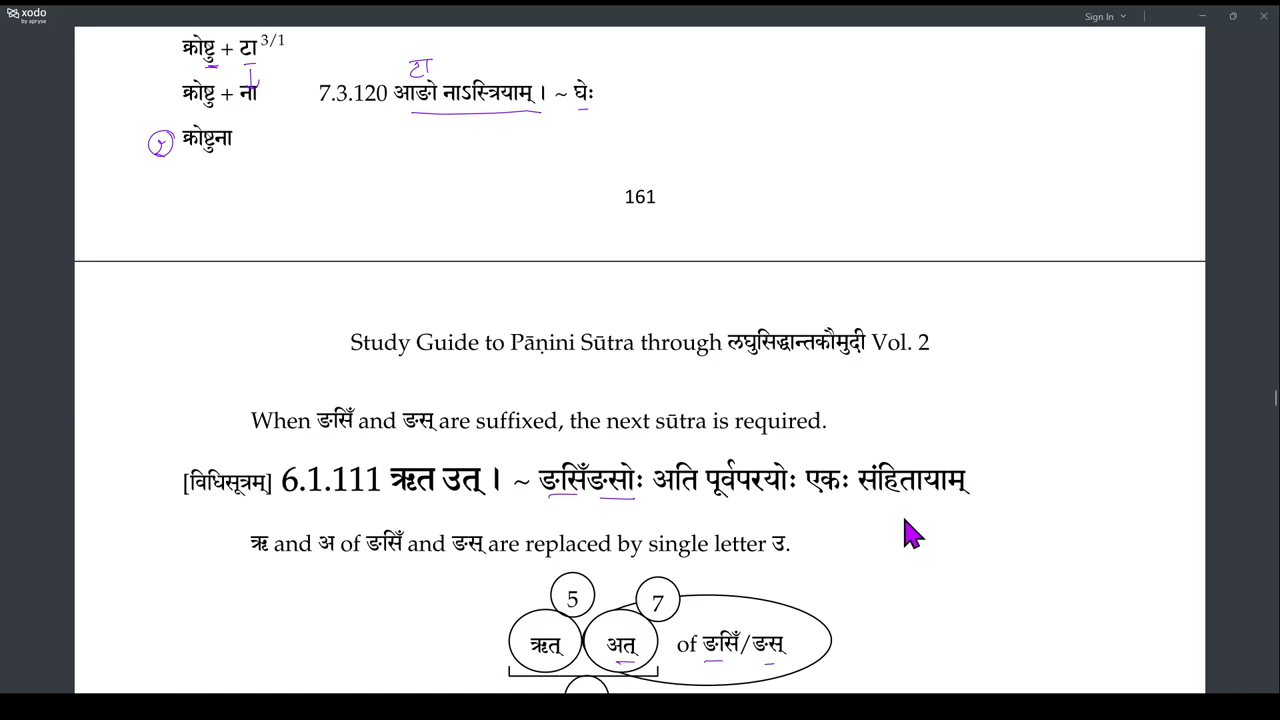 xodo
by apryse
Sign In
क्रोष्टु + टा 3/1
टा
क्रोष्टु + ना 7.3.120 आङो नाऽस्त्रियाम् । ~ घेः
२ क्रोष्टुना
161
Study Guide to Pāṇini Sūtra through लघुसिद्धान्तकौमुदी Vol. 2
When ङसिँ and ङस् are suffixed, the next sūtra is required.
[विधिसूत्रम्] 6.1.111 ऋत उत् । ~ ङसिँङसोः अति पूर्वपरयोः एकः संहितायाम्
ऋ and अ of ङसिँ and ङस् are replaced by single letter उ.
5 7
ऋत् अत् of ङसिँ/ङस्